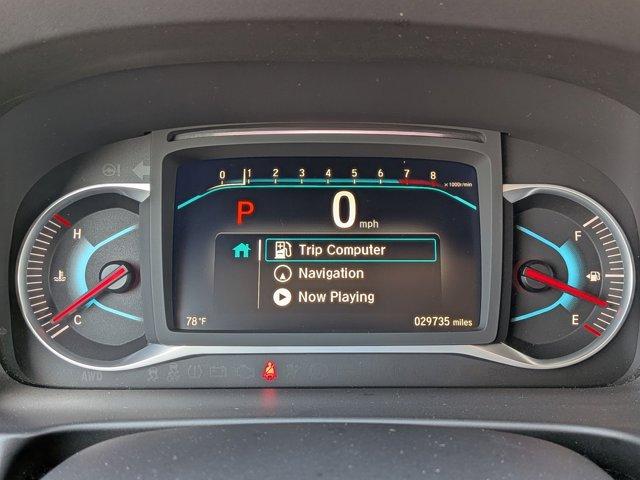 0 1 2 3 4 5 6 7 8
x1000r/min
P 0 mph
H
F
Trip Computer
Navigation
Now Playing
C
E
78°F
029735 miles
AWD